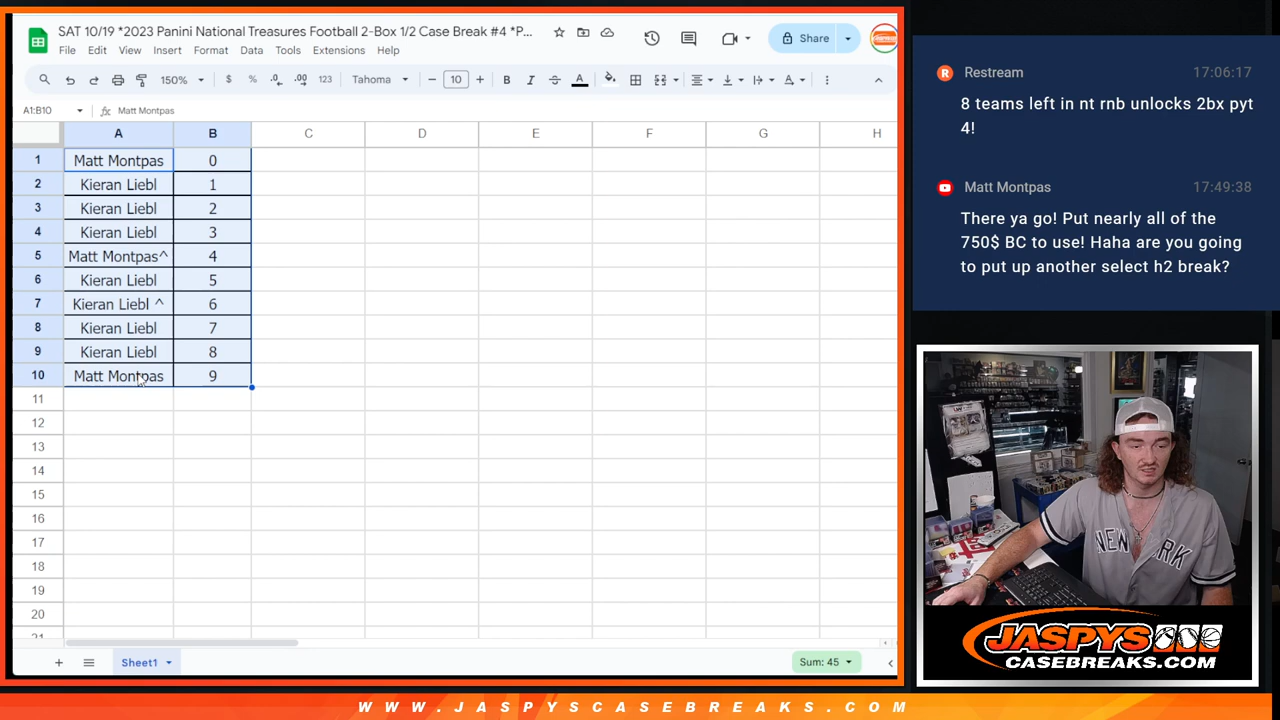 SAT 10/19 *2023 Panini National Treasures Football 2-Box 1/2 Case Break #4 *P...
File Edit View Insert Format Data Tools Extensions Help
Share
150% $ % .0 .00 123 Tahoma − 10 + B I A
A1:B10 fx Matt Montpas
A B C D E F G H
1 Matt Montpas 0
2 Kieran Liebl 1
3 Kieran Liebl 2
4 Kieran Liebl 3
5 Matt Montpas^ 4
6 Kieran Liebl 5
7 Kieran Liebl ^ 6
8 Kieran Liebl 7
9 Kieran Liebl 8
10 Matt Montpas 9
11
12
13
14
15
16
17
18
19
20
21
+ Sheet1 Sum: 45
R Restream 17:06:17
8 teams left in nt rnb unlocks 2bx pyt
4!
Matt Montpas 17:49:38
There ya go! Put nearly all of the
750$ BC to use! Haha are you going
to put up another select h2 break?
NEW YORK
JASPYS
CASEBREAKS.COM
WWW.JASPYSCASEBREAKS.COM